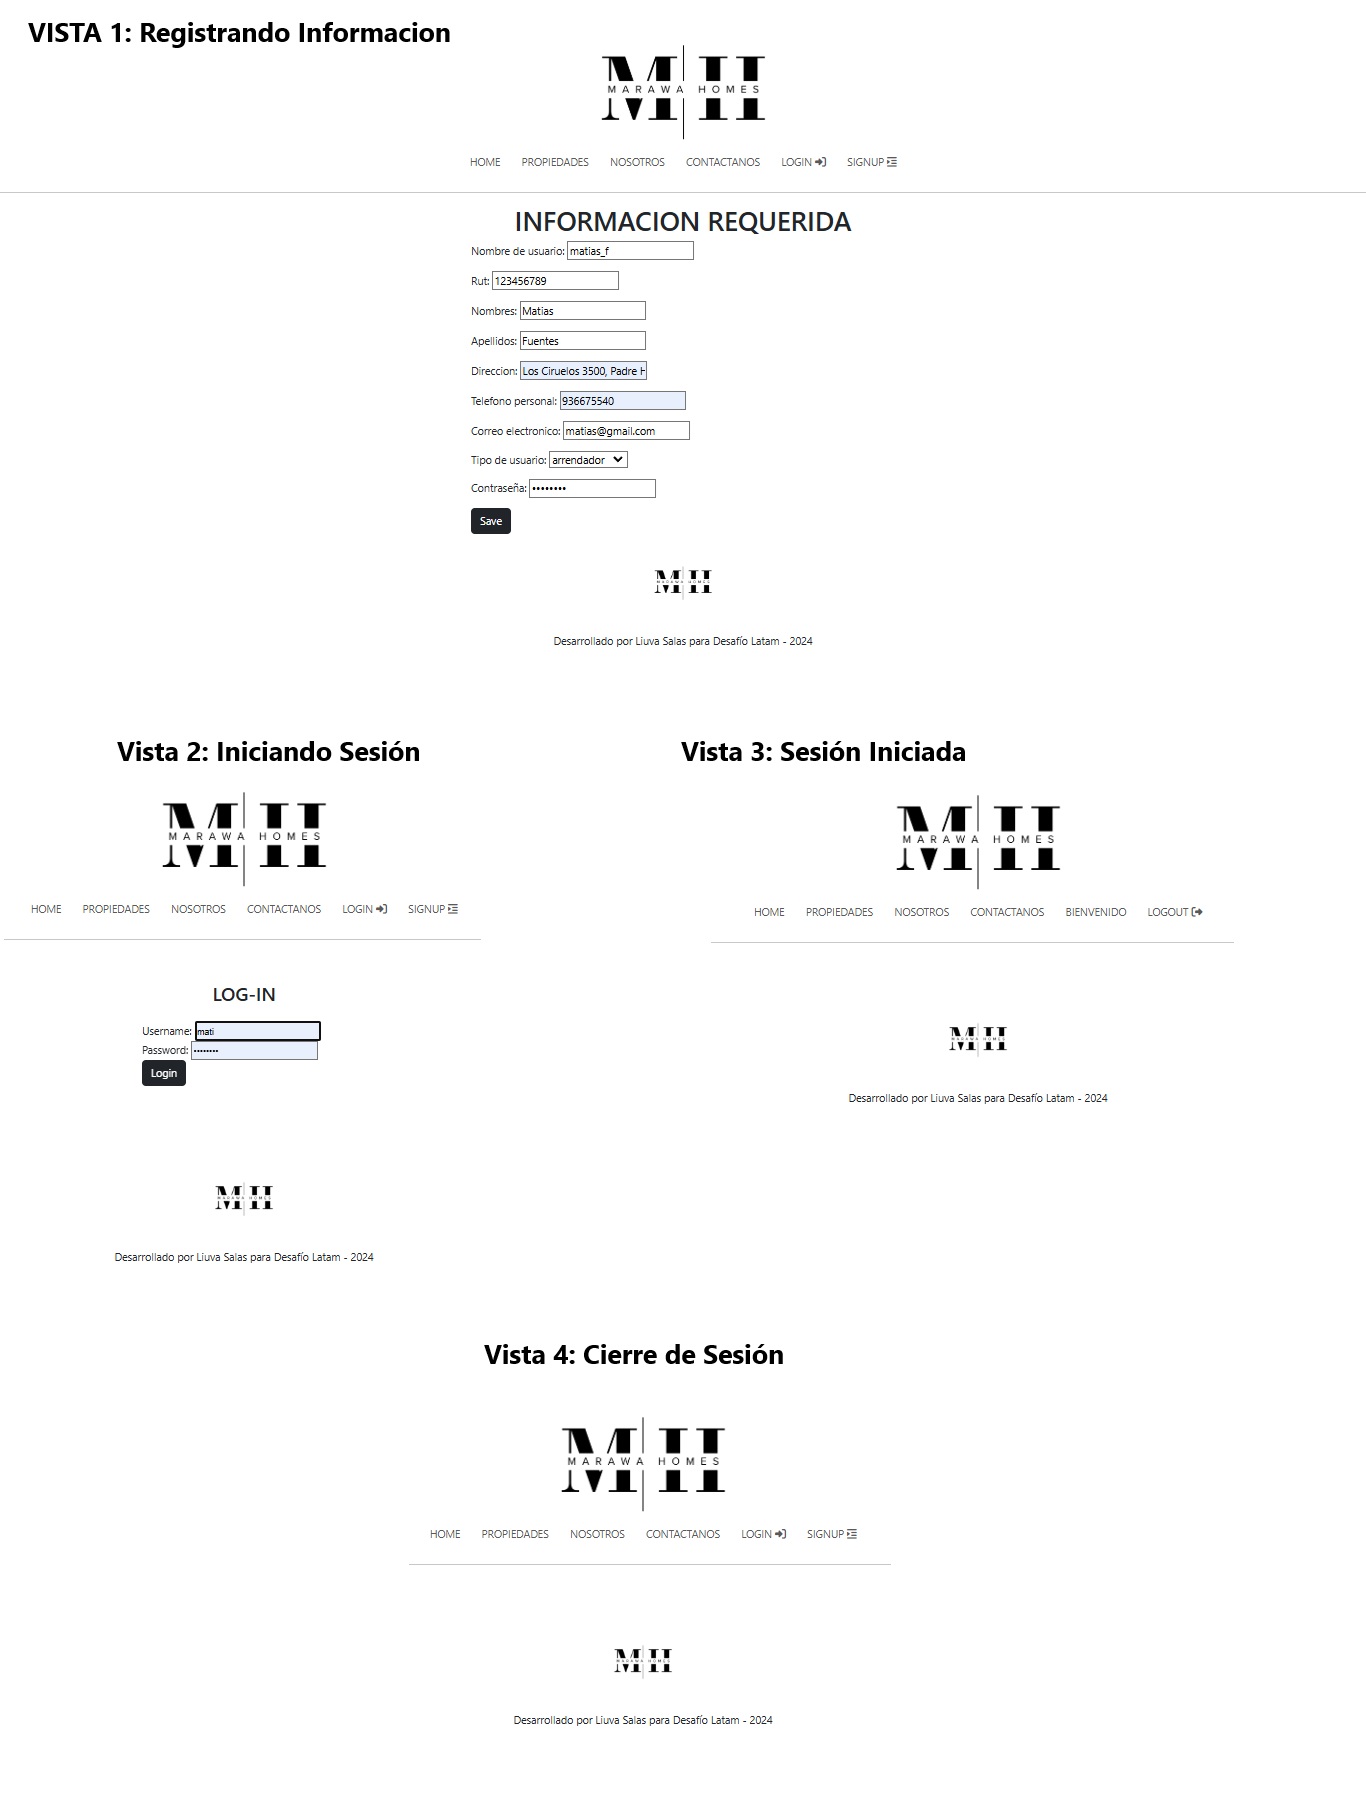 VISTA 1: Registrando Informacion
MH
MARAWA HOMES
HOME PROPIEDADES NOSOTROS CONTACTANOS LOGIN SIGNUP
INFORMACION REQUERIDA
Nombre de usuario: matias_f
Rut: 123456789
Nombres: Matias
Apellidos: Fuentes
Direccion: Los Ciruelos 3500, Padre H
Telefono personal: 936675540
Correo electronico: matias@gmail.com
Tipo de usuario: arrendador
Contraseña: ••••••••
Save
MH
MARAWA HOMES
Desarrollado por Liuva Salas para Desafío Latam - 2024
Vista 2: Iniciando Sesión
MH
MARAWA HOMES
HOME PROPIEDADES NOSOTROS CONTACTANOS LOGIN SIGNUP
LOG-IN
Username: mati
Password: ••••••••
Login
MH
MARAWA HOMES
Desarrollado por Liuva Salas para Desafío Latam - 2024
Vista 3: Sesión Iniciada
MH
MARAWA HOMES
HOME PROPIEDADES NOSOTROS CONTACTANOS BIENVENIDO LOGOUT
MH
MARAWA HOMES
Desarrollado por Liuva Salas para Desafío Latam - 2024
Vista 4: Cierre de Sesión
MH
MARAWA HOMES
HOME PROPIEDADES NOSOTROS CONTACTANOS LOGIN SIGNUP
MH
MARAWA HOMES
Desarrollado por Liuva Salas para Desafío Latam - 2024